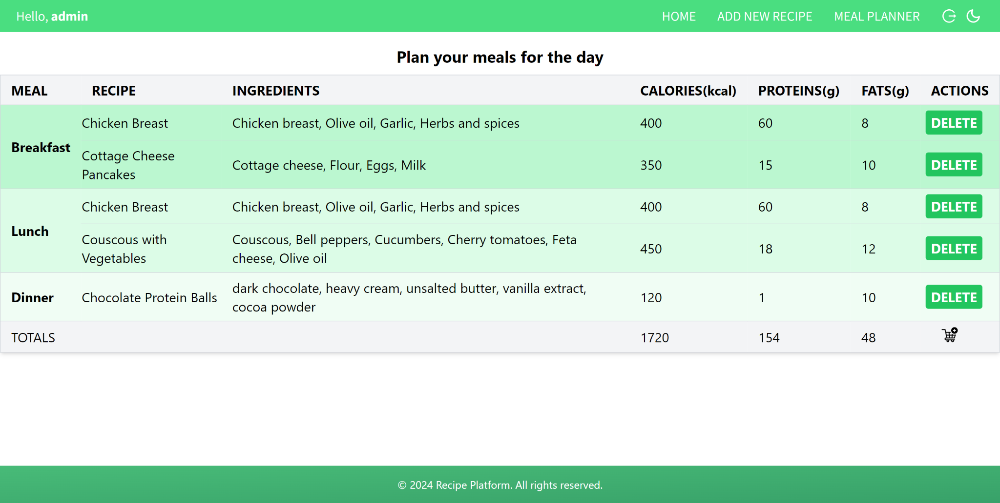 Hello, admin HOME ADD NEW RECIPE MEAL PLANNER
Plan your meals for the day
MEAL RECIPE INGREDIENTS CALORIES(kcal) PROTEINS(g) FATS(g) ACTIONS
Breakfast
Chicken Breast Chicken breast, Olive oil, Garlic, Herbs and spices 400 60 8 DELETE
Cottage Cheese
Pancakes
Cottage cheese, Flour, Eggs, Milk 350 15 10 DELETE
Lunch
Chicken Breast Chicken breast, Olive oil, Garlic, Herbs and spices 400 60 8 DELETE
Couscous with
Vegetables
Couscous, Bell peppers, Cucumbers, Cherry tomatoes, Feta
cheese, Olive oil
450 18 12 DELETE
Dinner
Chocolate Protein Balls
dark chocolate, heavy cream, unsalted butter, vanilla extract,
cocoa powder
120 1 10 DELETE
TOTALS 1720 154 48
© 2024 Recipe Platform. All rights reserved.